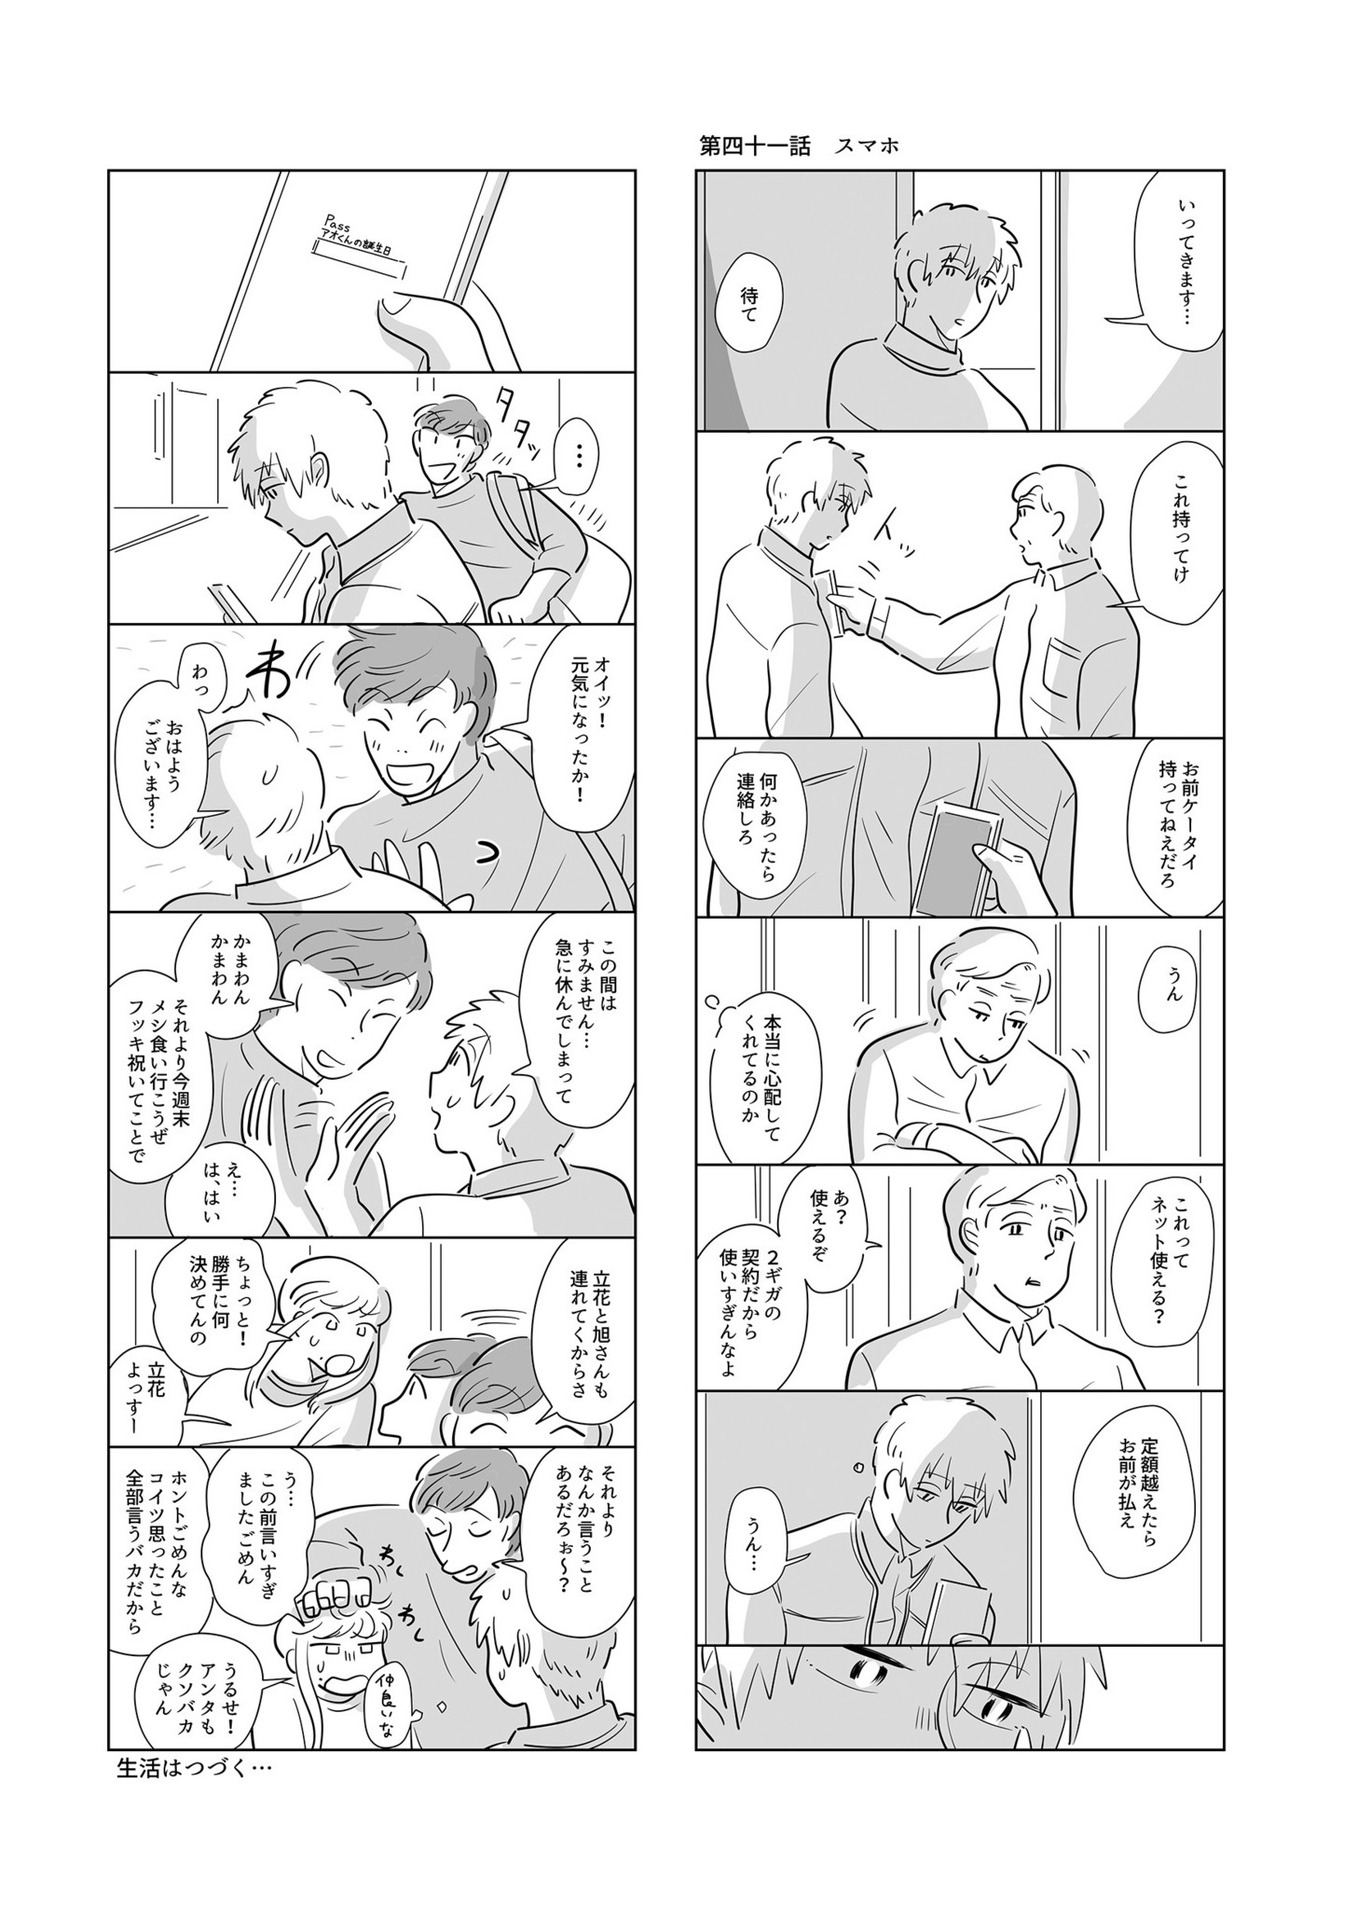 第四十一話　スマホ
いってきます…
待て
これ持ってけ
お前ケータイ
持ってねえだろ
何かあったら
連絡しろ
うん
本当に心配して
くれてるのか
これって
ネット使える？
あ？
使えるぞ
２ギガの
契約だから
使いすぎんなよ
定額越えたら
お前が払え
うん…
Pass
アオくんの誕生日
…
タタタッ
オイッ！
元気になったか！
わ
わっ
おはよう
ございます…
この間は
すみません…
急に休んでしまって
かまわん
かまわん
それより今週末
メシ食い行こうぜ
フッキ祝いてことで
え…
は、はい
立花と旭さんも
連れてくからさ
ちょっと！
勝手に何
決めてんの
立花
よっすー
それより
なんか言うこと
あるだろぉ～？
う…
この前言いすぎ
ました ごめん
ホントごめんな
コイツ思ったこと
全部言うバカだから
わし
わし
うるせ！
アンタも
クソバカ
じゃん
仲良いな
生活はつづく…